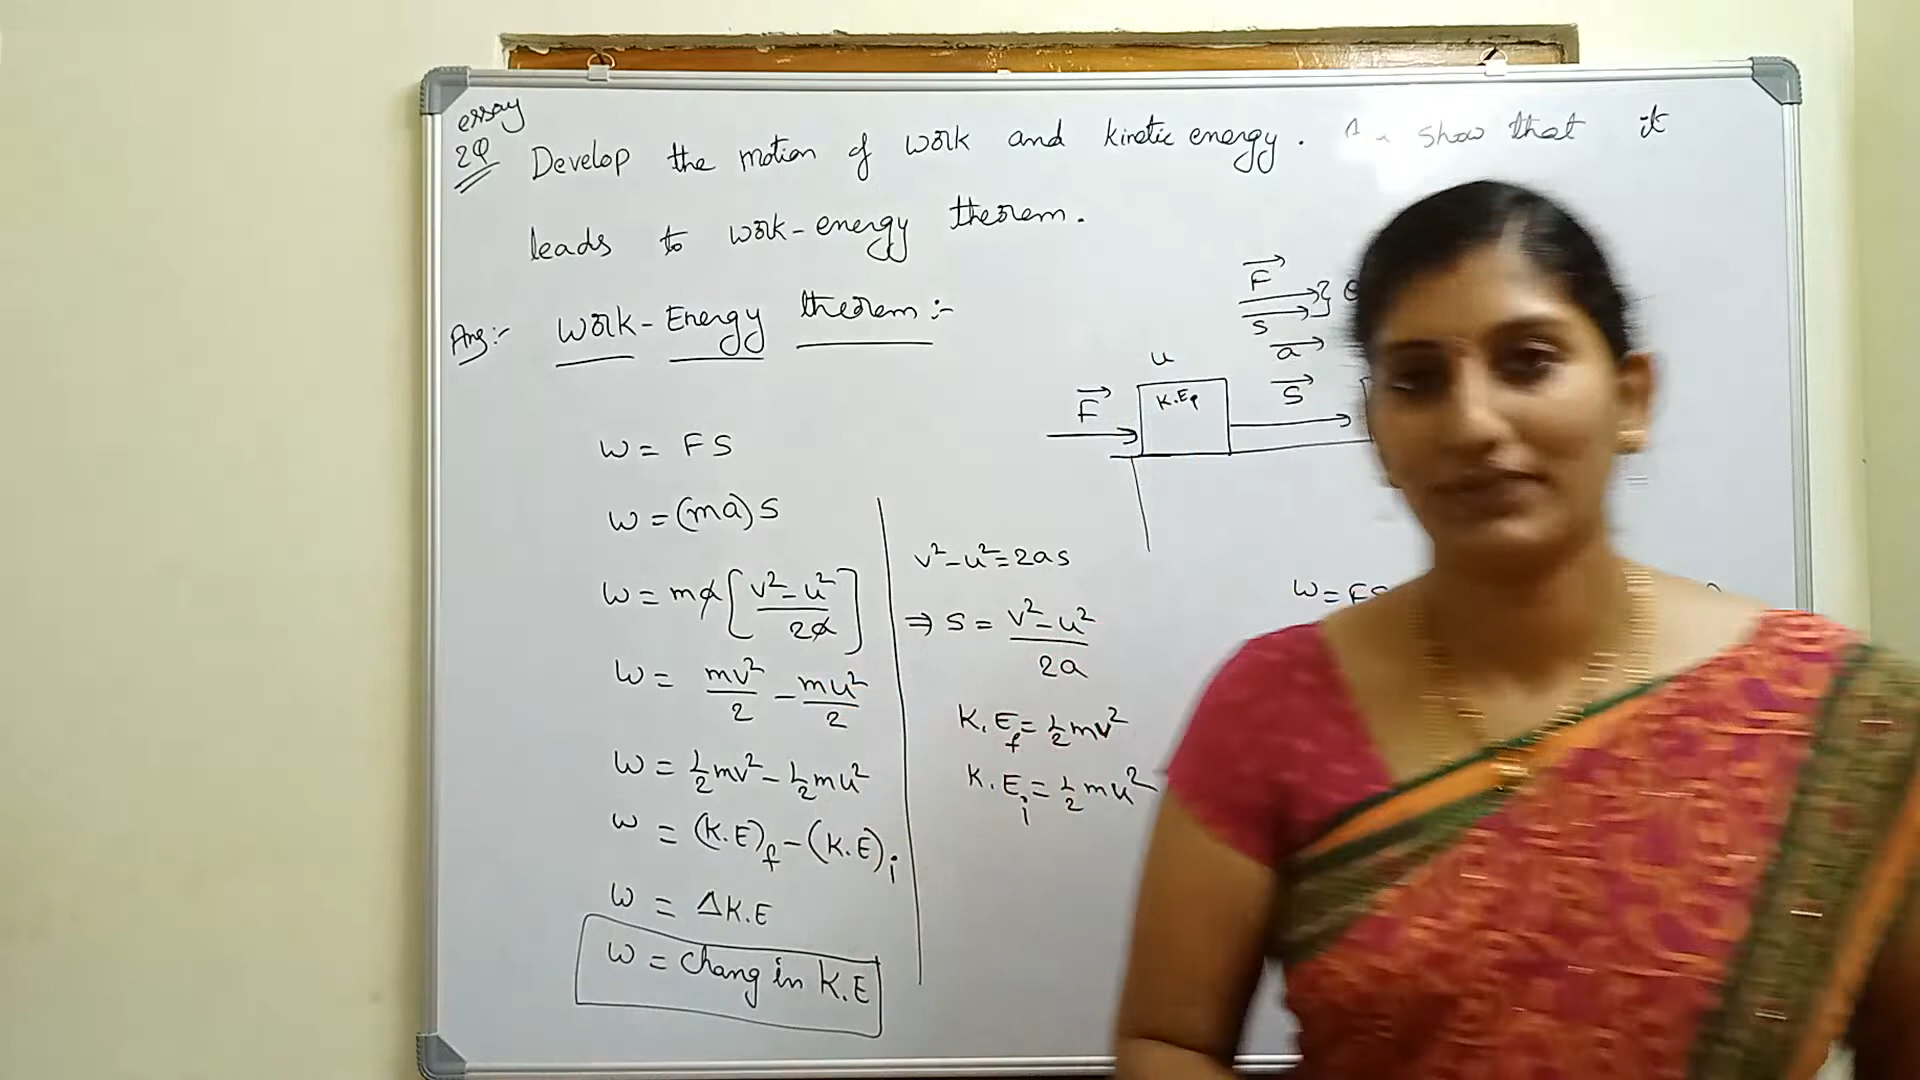 essay
2Q Develop the motion of work and kinetic energy. show that it
leads to work-energy theorem.
Ans:- Work-Energy theorem:-
F
S
a
u
F
K.E
S
W = FS
W = (ma)S
W = ma[v²-u²/2a]
W = mv²/2 - mu²/2
W = ½mv² - ½mu²
W = (K.E)f - (K.E)i
W = ΔK.E
W = Chang in K.E
v²-u²=2as
⇒ S = v²-u²/2a
K.Ef = ½mv²
K.Ei = ½mu²
W=FS